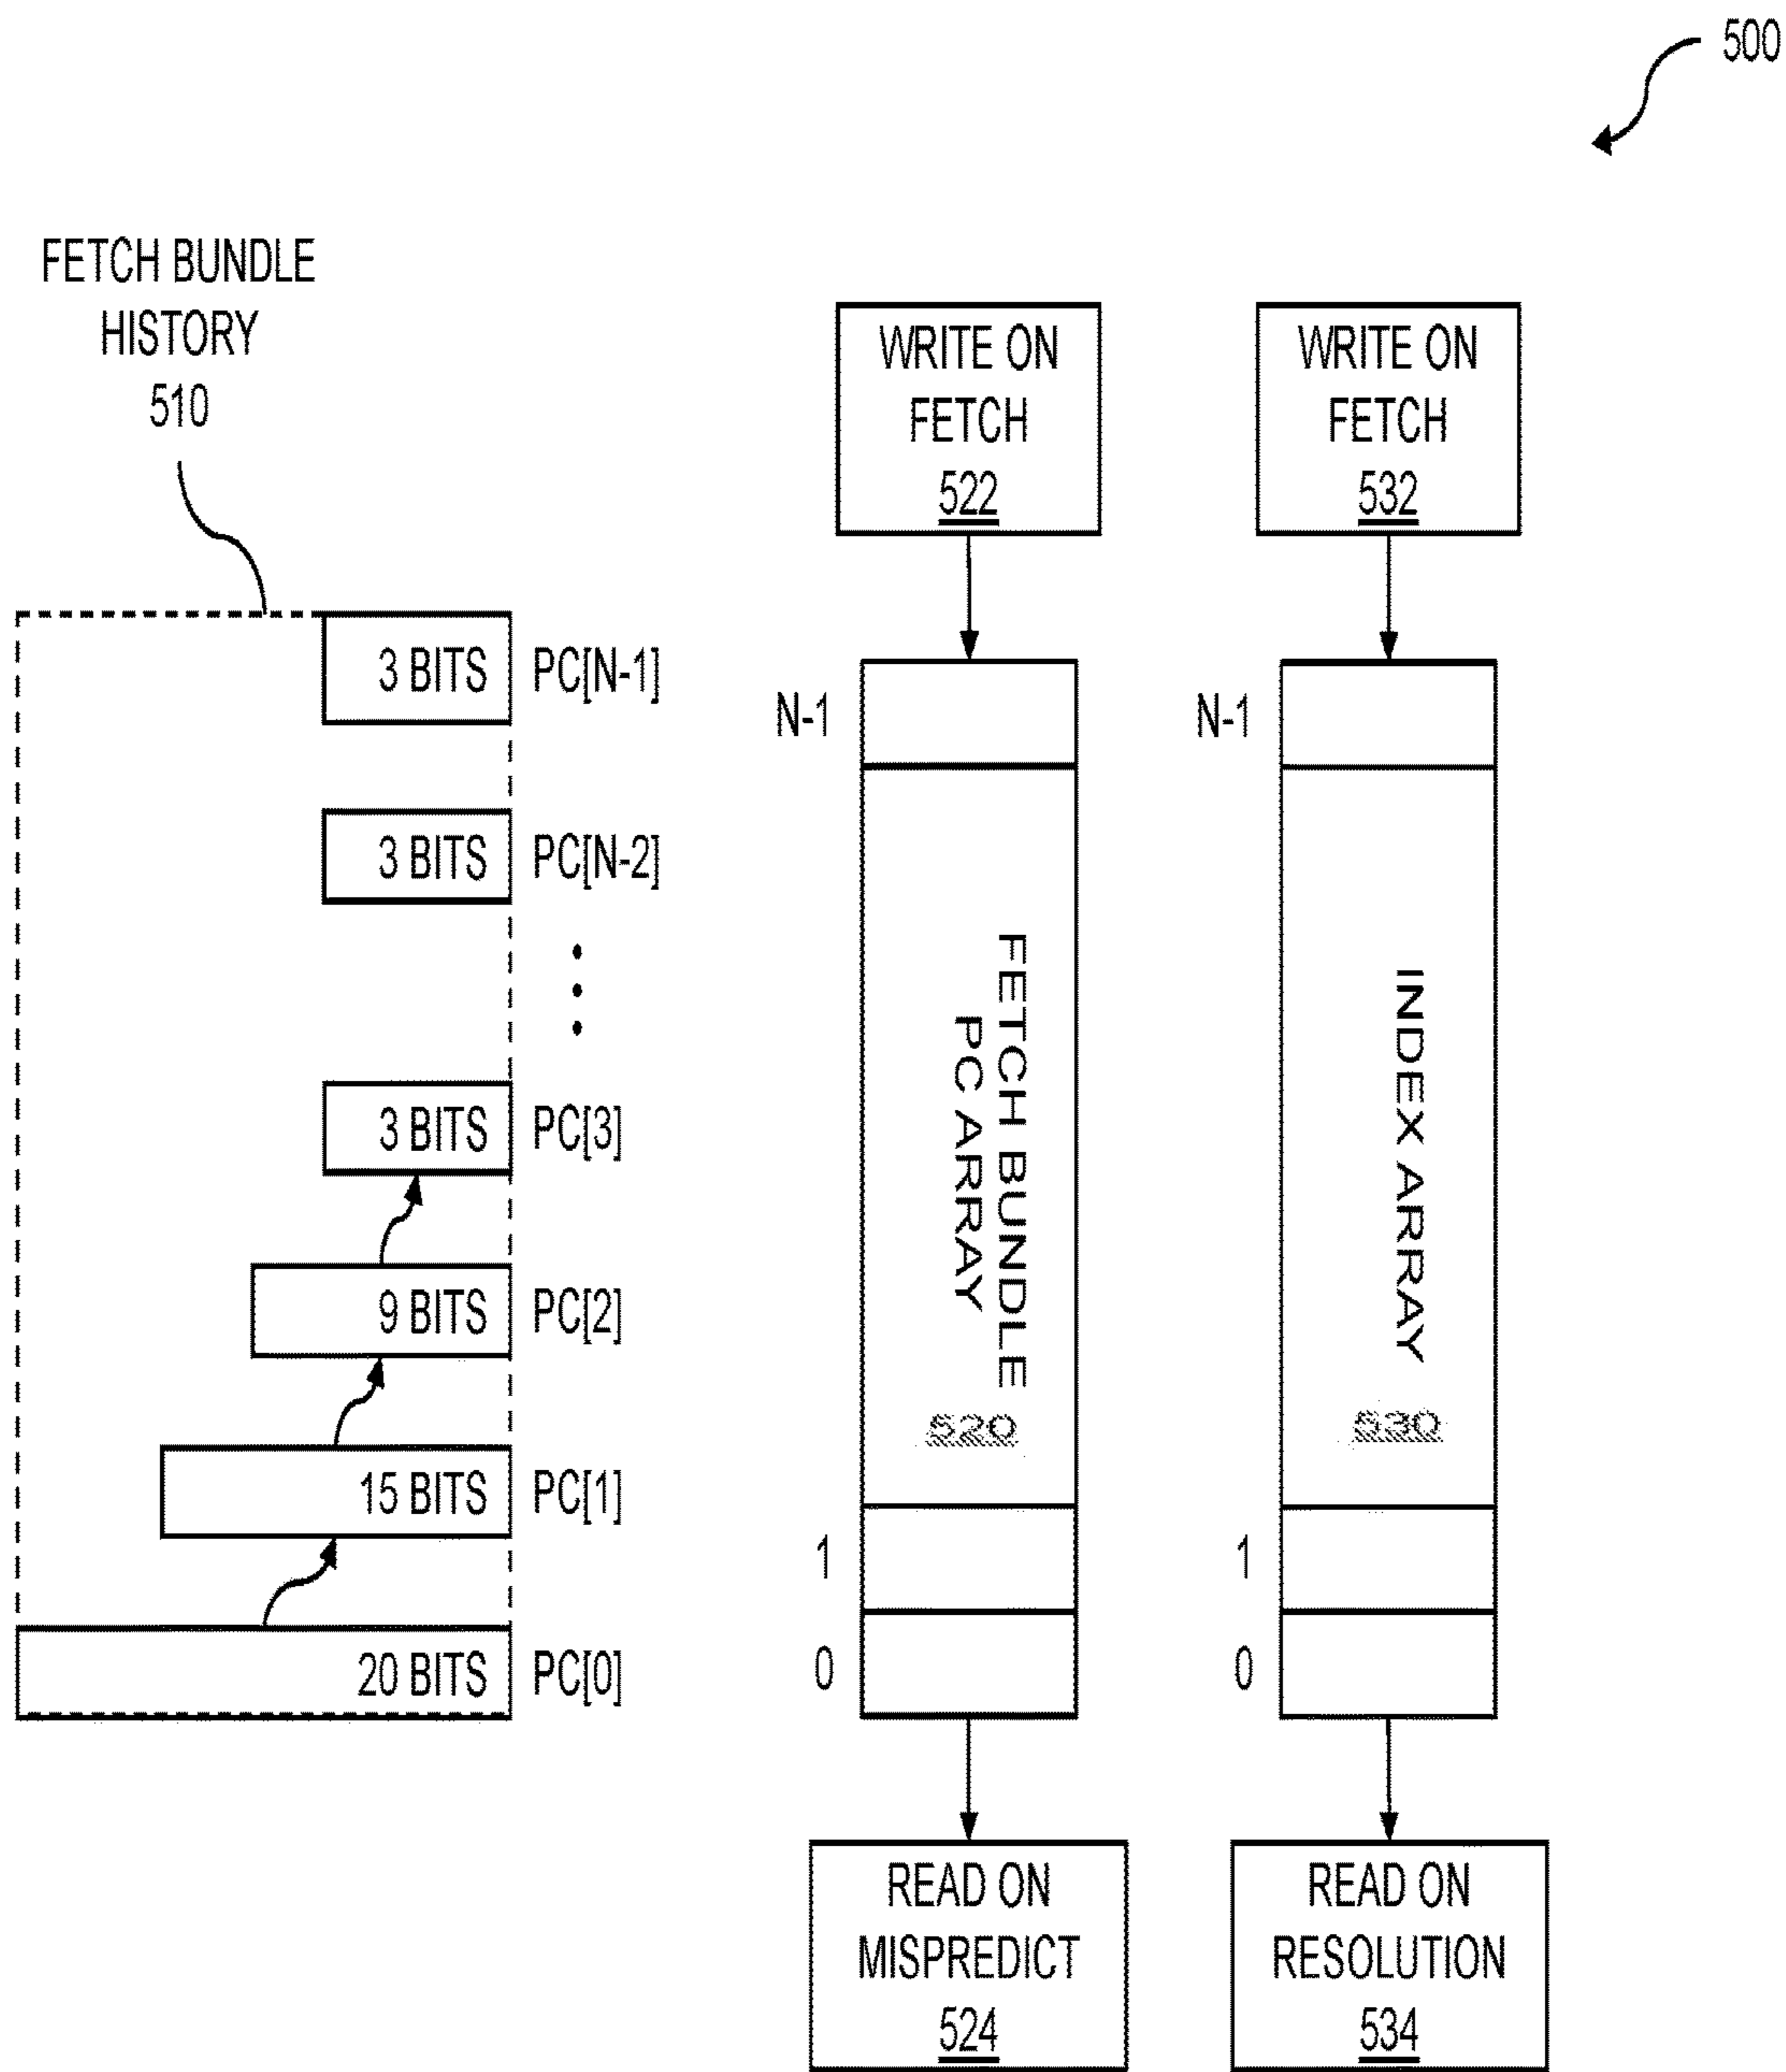 500
FETCH BUNDLE
HISTORY
510
3 BITS PC[N-1]
3 BITS PC[N-2]
3 BITS PC[3]
9 BITS PC[2]
15 BITS PC[1]
20 BITS PC[0]
WRITE ON
FETCH
522
N-1
FETCH BUNDLE
PC ARRAY
520
1
0
READ ON
MISPREDICT
524
WRITE ON
FETCH
532
N-1
INDEX ARRAY
530
1
0
READ ON
RESOLUTION
534